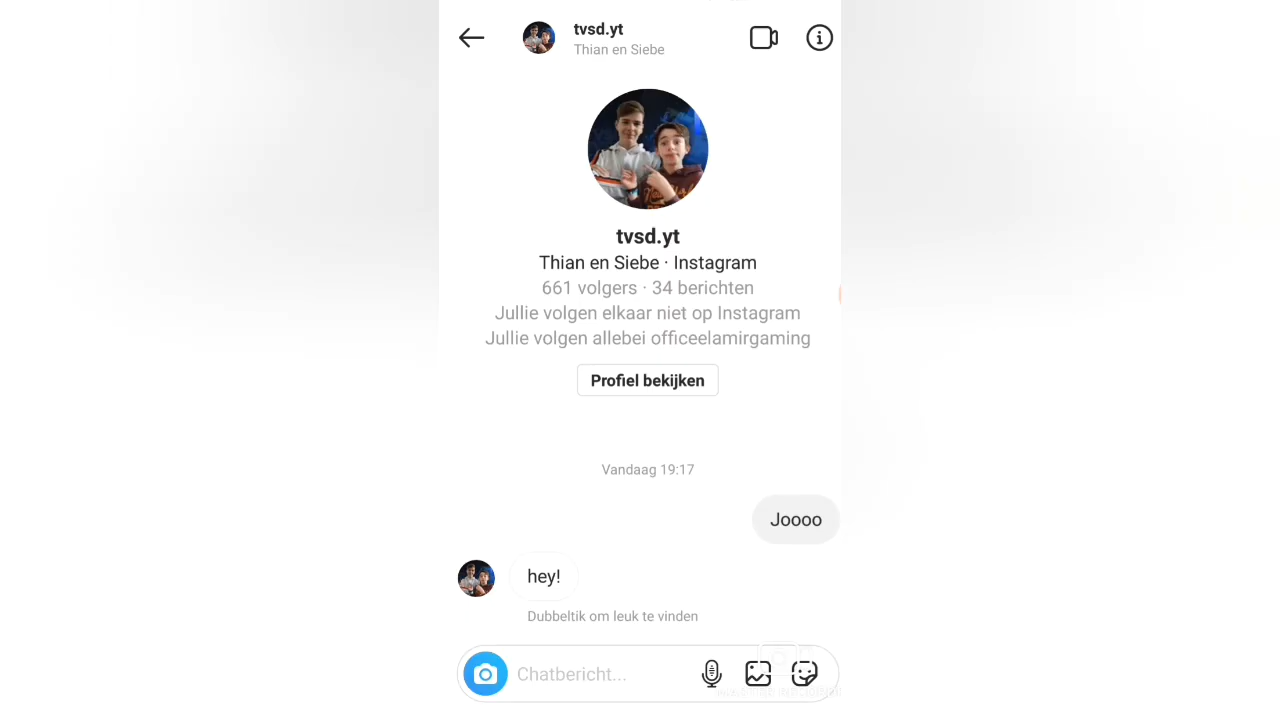 tvsd.yt
Thian en Siebe
tvsd.yt
Thian en Siebe · Instagram
661 volgers · 34 berichten
Jullie volgen elkaar niet op Instagram
Jullie volgen allebei officeelamirgaming
Profiel bekijken
Vandaag 19:17
Joooo
hey!
Dubbeltik om leuk te vinden
Chatbericht...